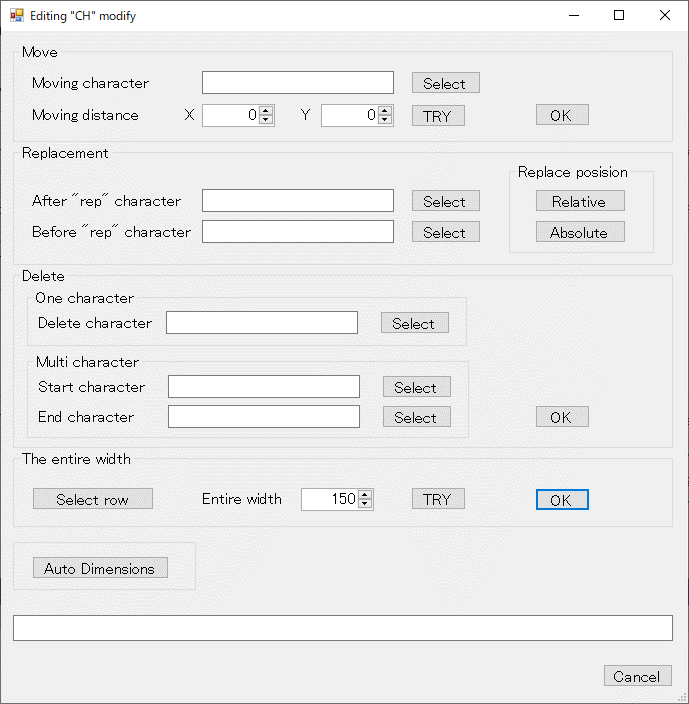 Editing "CH" modify
Move
Moving character Select
Moving distance X 0 Y 0 TRY OK
Replacement
Replace posision
After "rep" character Select Relative
Before "rep" character Select Absolute
Delete
One character
Delete character Select
Multi character
Start character Select
End character Select OK
The entire width
Select row Entire width 150 TRY OK
Auto Dimensions
Cancel